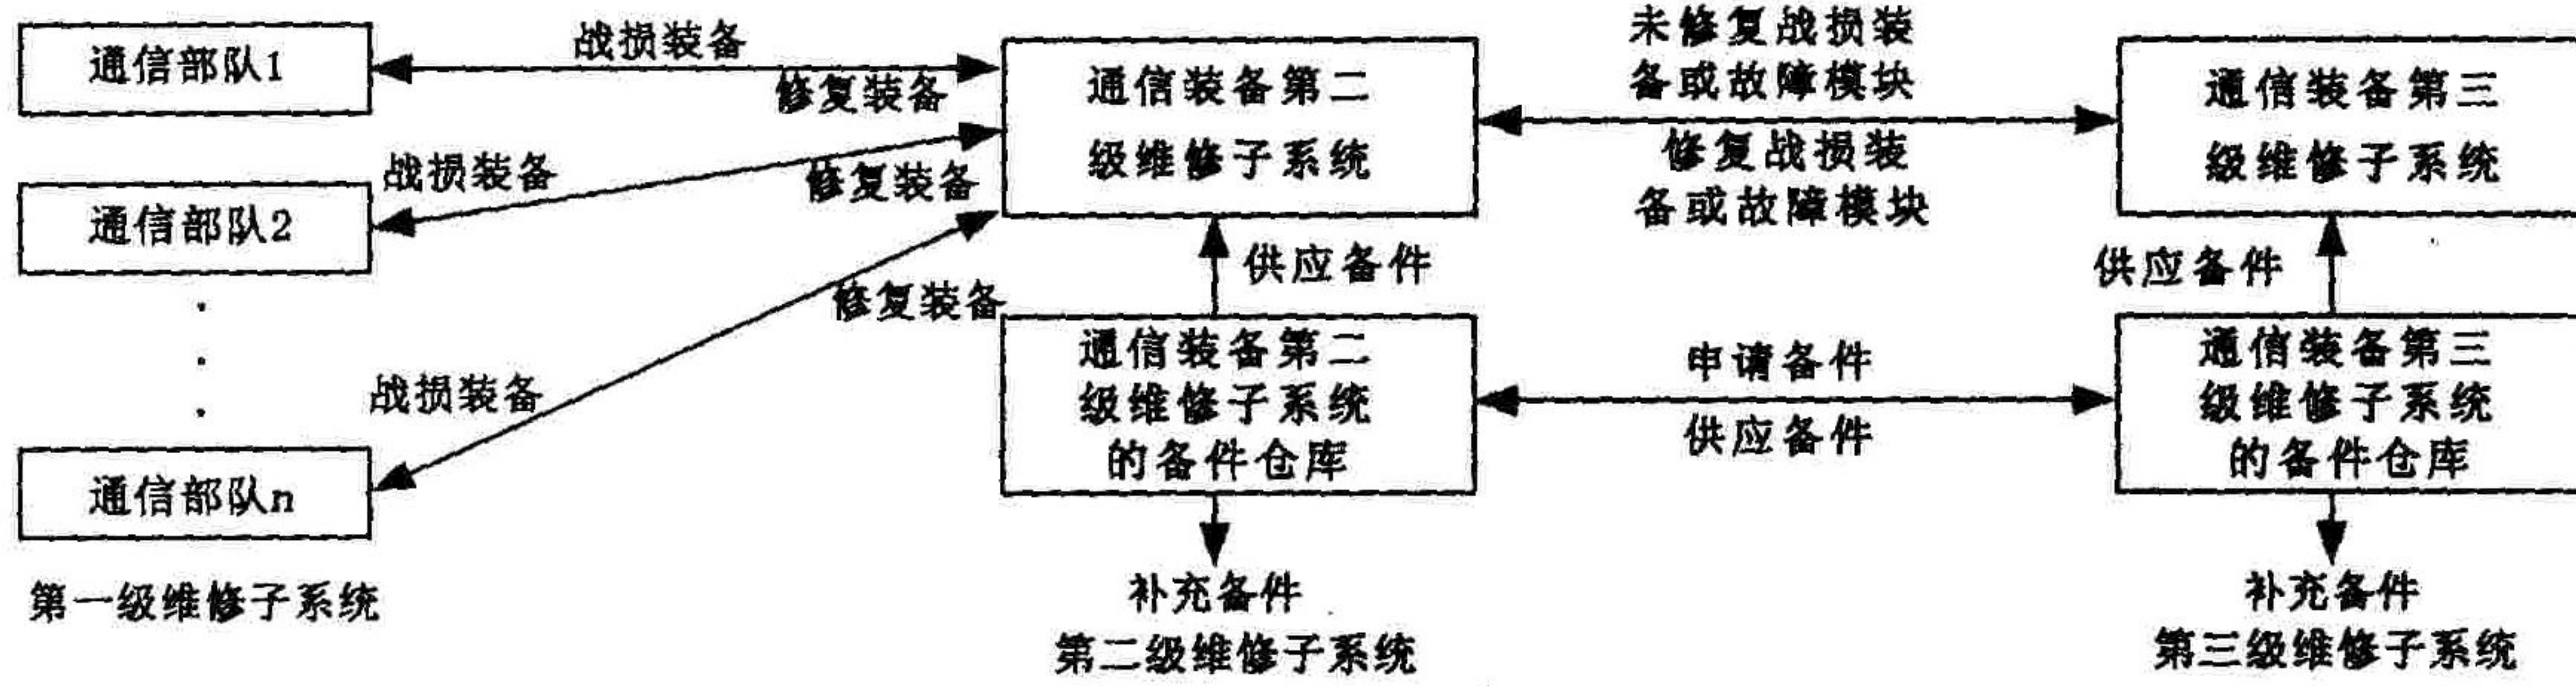 通信部队1
战损装备
修复装备
通信部队2
战损装备
修复装备
通信部队n
战损装备
修复装备
第一级维修子系统
通信装备第二
级维修子系统
供应备件
通信装备第二
级维修子系统
的备件仓库
补充备件
第二级维修子系统
未修复战损装
备或故障模块
修复战损装
备或故障模块
申请备件
供应备件
通信装备第三
级维修子系统
供应备件
通信装备第三
级维修子系统
的备件仓库
补充备件
第三级维修子系统